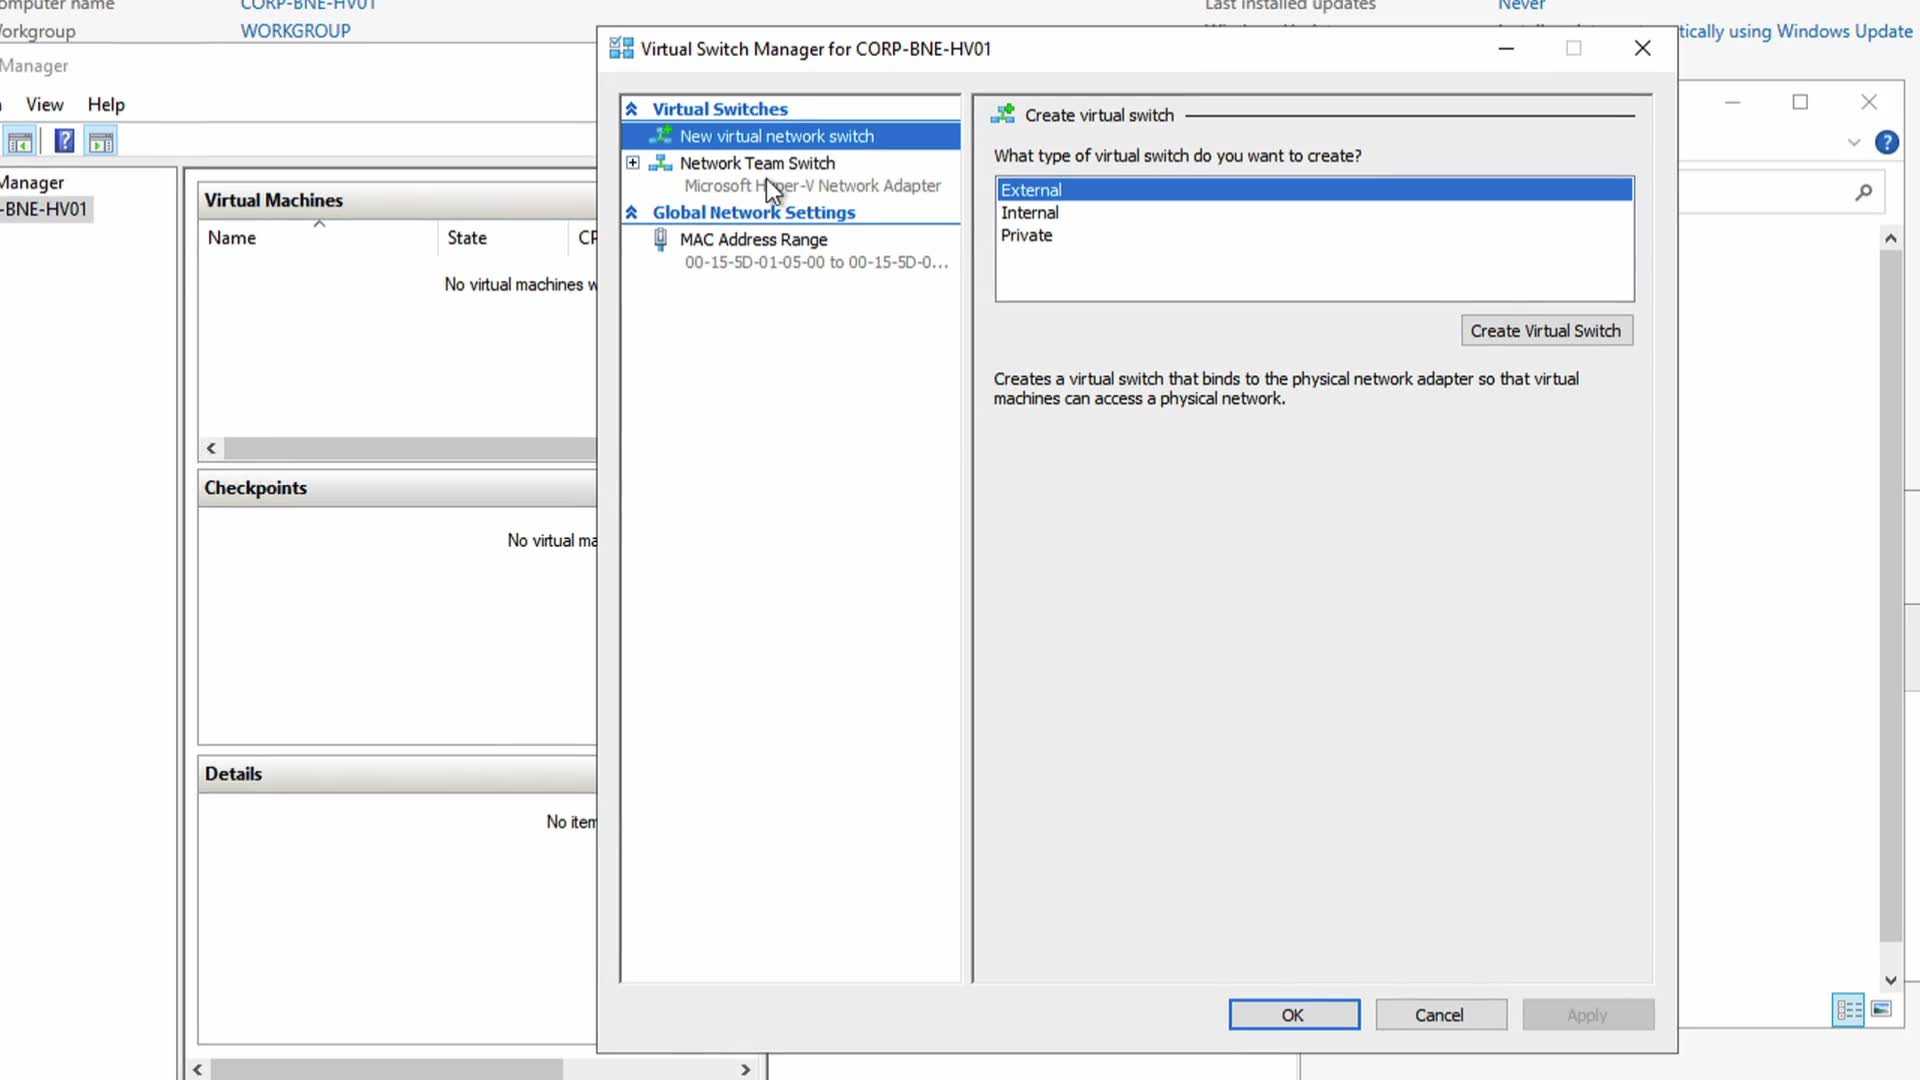 omputer name
CORP-BNE-HV01
Last installed updates
Never
orkgroup
WORKGROUP
tically using Windows Update
Manager
View
Help
Manager
-BNE-HV01
Virtual Machines
Name
State
CP
No virtual machines w
Checkpoints
No virtual ma
Details
No item
Virtual Switch Manager for CORP-BNE-HV01
Virtual Switches
New virtual network switch
Network Team Switch
Microsoft Hyper-V Network Adapter
Global Network Settings
MAC Address Range
00-15-5D-01-05-00 to 00-15-5D-0...
Create virtual switch
What type of virtual switch do you want to create?
External
Internal
Private
Create Virtual Switch
Creates a virtual switch that binds to the physical network adapter so that virtual
machines can access a physical network.
OK
Cancel
Apply